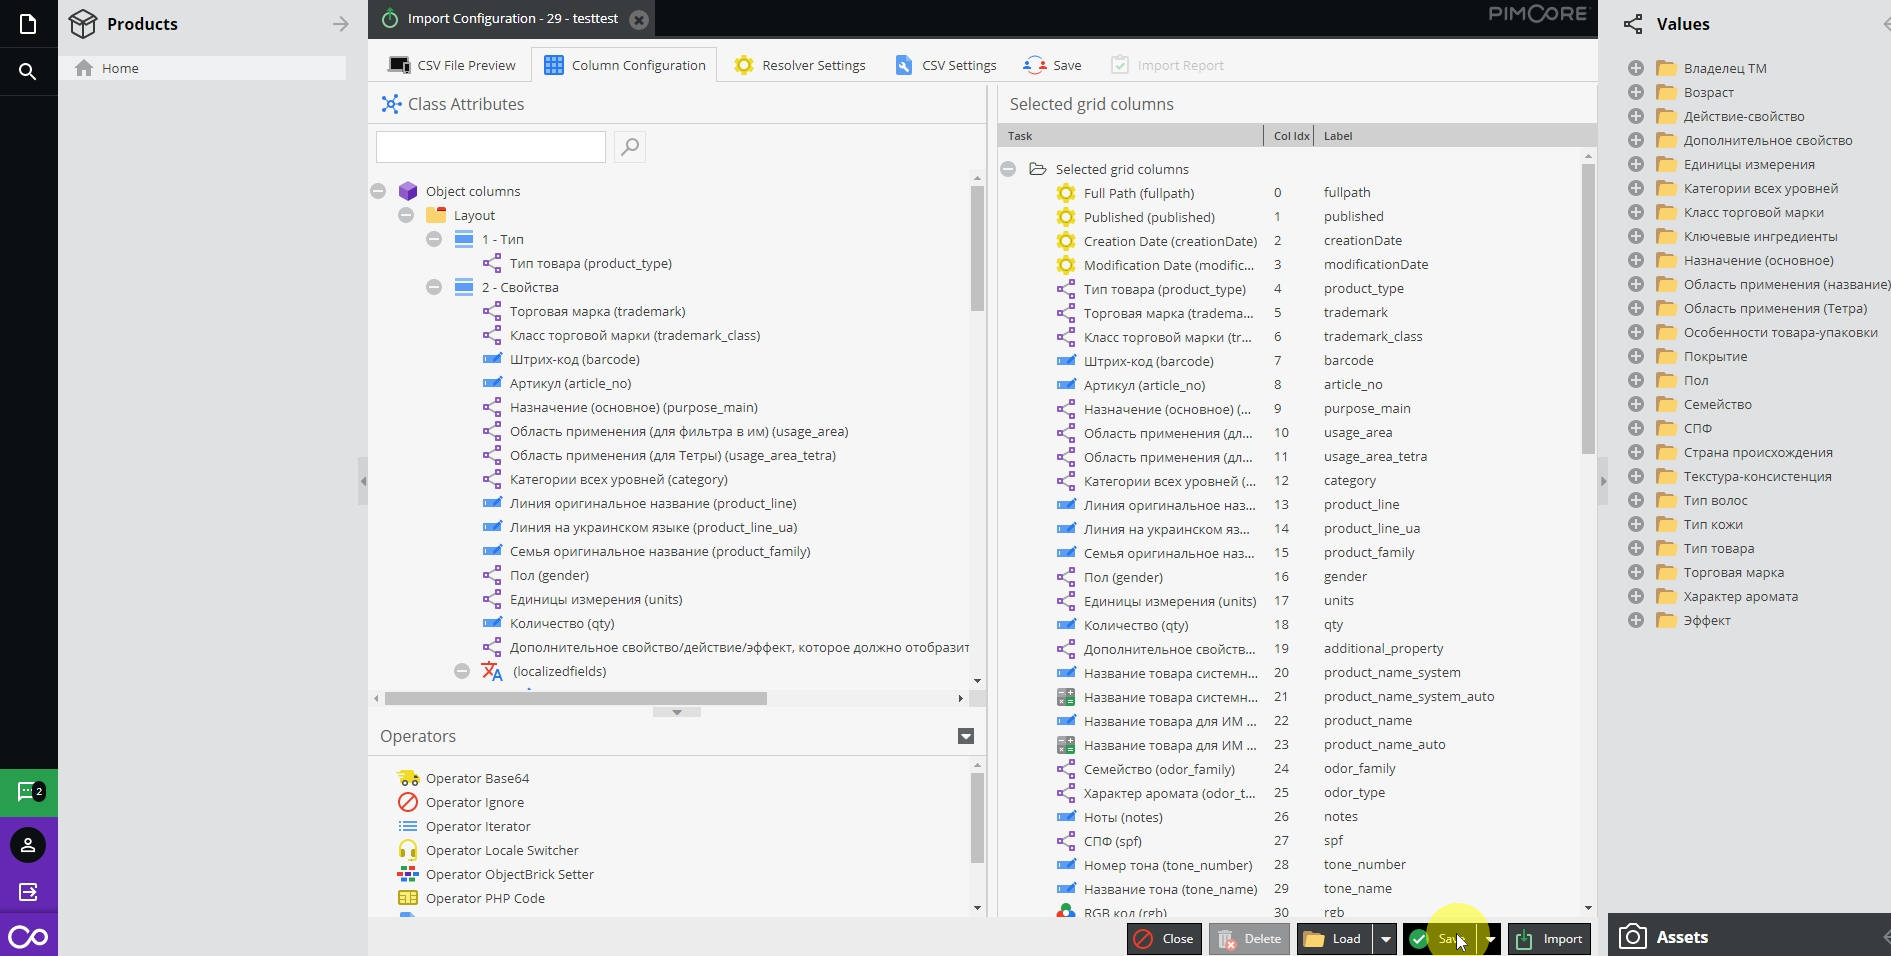 Products
Home
Import Configuration - 29 - testtest
PIMCORE
CSV File Preview
Column Configuration
Resolver Settings
CSV Settings
Save
Import Report
Class Attributes
Object columns
Layout
1 - Тип
Тип товара (product_type)
2 - Свойства
Торговая марка (trademark)
Класс торговой марки (trademark_class)
Штрих-код (barcode)
Артикул (article_no)
Назначение (основное) (purpose_main)
Область применения (для фильтра в им) (usage_area)
Область применения (для Тетры) (usage_area_tetra)
Категории всех уровней (category)
Линия оригинальное название (product_line)
Линия на украинском языке (product_line_ua)
Семья оригинальное название (product_family)
Пол (gender)
Единицы измерения (units)
Количество (qty)
Дополнительное свойство/действие/эффект, которое должно отобразит
(localizedfields)
Operators
Operator Base64
Operator Ignore
Operator Iterator
Operator Locale Switcher
Operator ObjectBrick Setter
Operator PHP Code
2
Selected grid columns
Task Col Idx Label
Selected grid columns
Full Path (fullpath) 0 fullpath
Published (published) 1 published
Creation Date (creationDate) 2 creationDate
Modification Date (modific... 3 modificationDate
Тип товара (product_type) 4 product_type
Торговая марка (tradema... 5 trademark
Класс торговой марки (tr... 6 trademark_class
Штрих-код (barcode) 7 barcode
Артикул (article_no) 8 article_no
Назначение (основное) (... 9 purpose_main
Область применения (дл... 10 usage_area
Область применения (дл... 11 usage_area_tetra
Категории всех уровней (... 12 category
Линия оригинальное наз... 13 product_line
Линия на украинском яз... 14 product_line_ua
Семья оригинальное наз... 15 product_family
Пол (gender) 16 gender
Единицы измерения (units) 17 units
Количество (qty) 18 qty
Дополнительное свойств... 19 additional_property
Название товара системн... 20 product_name_system
Название товара системн... 21 product_name_system_auto
Название товара для ИМ ... 22 product_name
Название товара для ИМ ... 23 product_name_auto
Семейство (odor_family) 24 odor_family
Характер аромата (odor_t... 25 odor_type
Ноты (notes) 26 notes
СПФ (spf) 27 spf
Номер тона (tone_number) 28 tone_number
Название тона (tone_name) 29 tone_name
RGB код (rgb) 30 rgb
Close
Delete
Load
Save
Import
Values
Владелец ТМ
Возраст
Действие-свойство
Дополнительное свойство
Единицы измерения
Категории всех уровней
Класс торговой марки
Ключевые ингредиенты
Назначение (основное)
Область применения (название)
Область применения (Тетра)
Особенности товара-упаковки
Покрытие
Пол
Семейство
СПФ
Страна происхождения
Текстура-консистенция
Тип волос
Тип кожи
Тип товара
Торговая марка
Характер аромата
Эффект
Assets